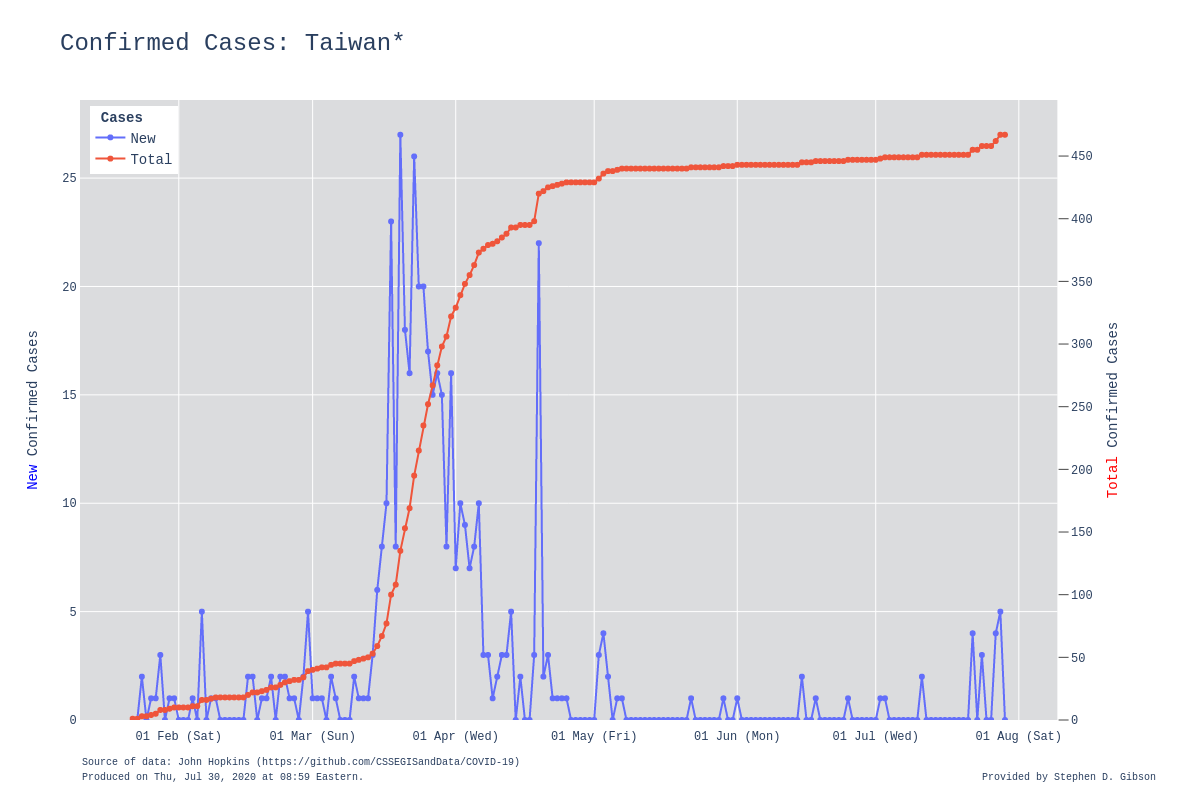 Confirmed Cases: Taiwan*
Cases
New
Total
25
20
15
10
5
0
450
400
350
300
250
200
150
100
50
0
New Confirmed Cases
Total Confirmed Cases
01 Feb (Sat)
01 Mar (Sun)
01 Apr (Wed)
01 May (Fri)
01 Jun (Mon)
01 Jul (Wed)
01 Aug (Sat)
Source of data: John Hopkins (https://github.com/CSSEGISandData/COVID-19)
Produced on Thu, Jul 30, 2020 at 08:59 Eastern.
Provided by Stephen D. Gibson